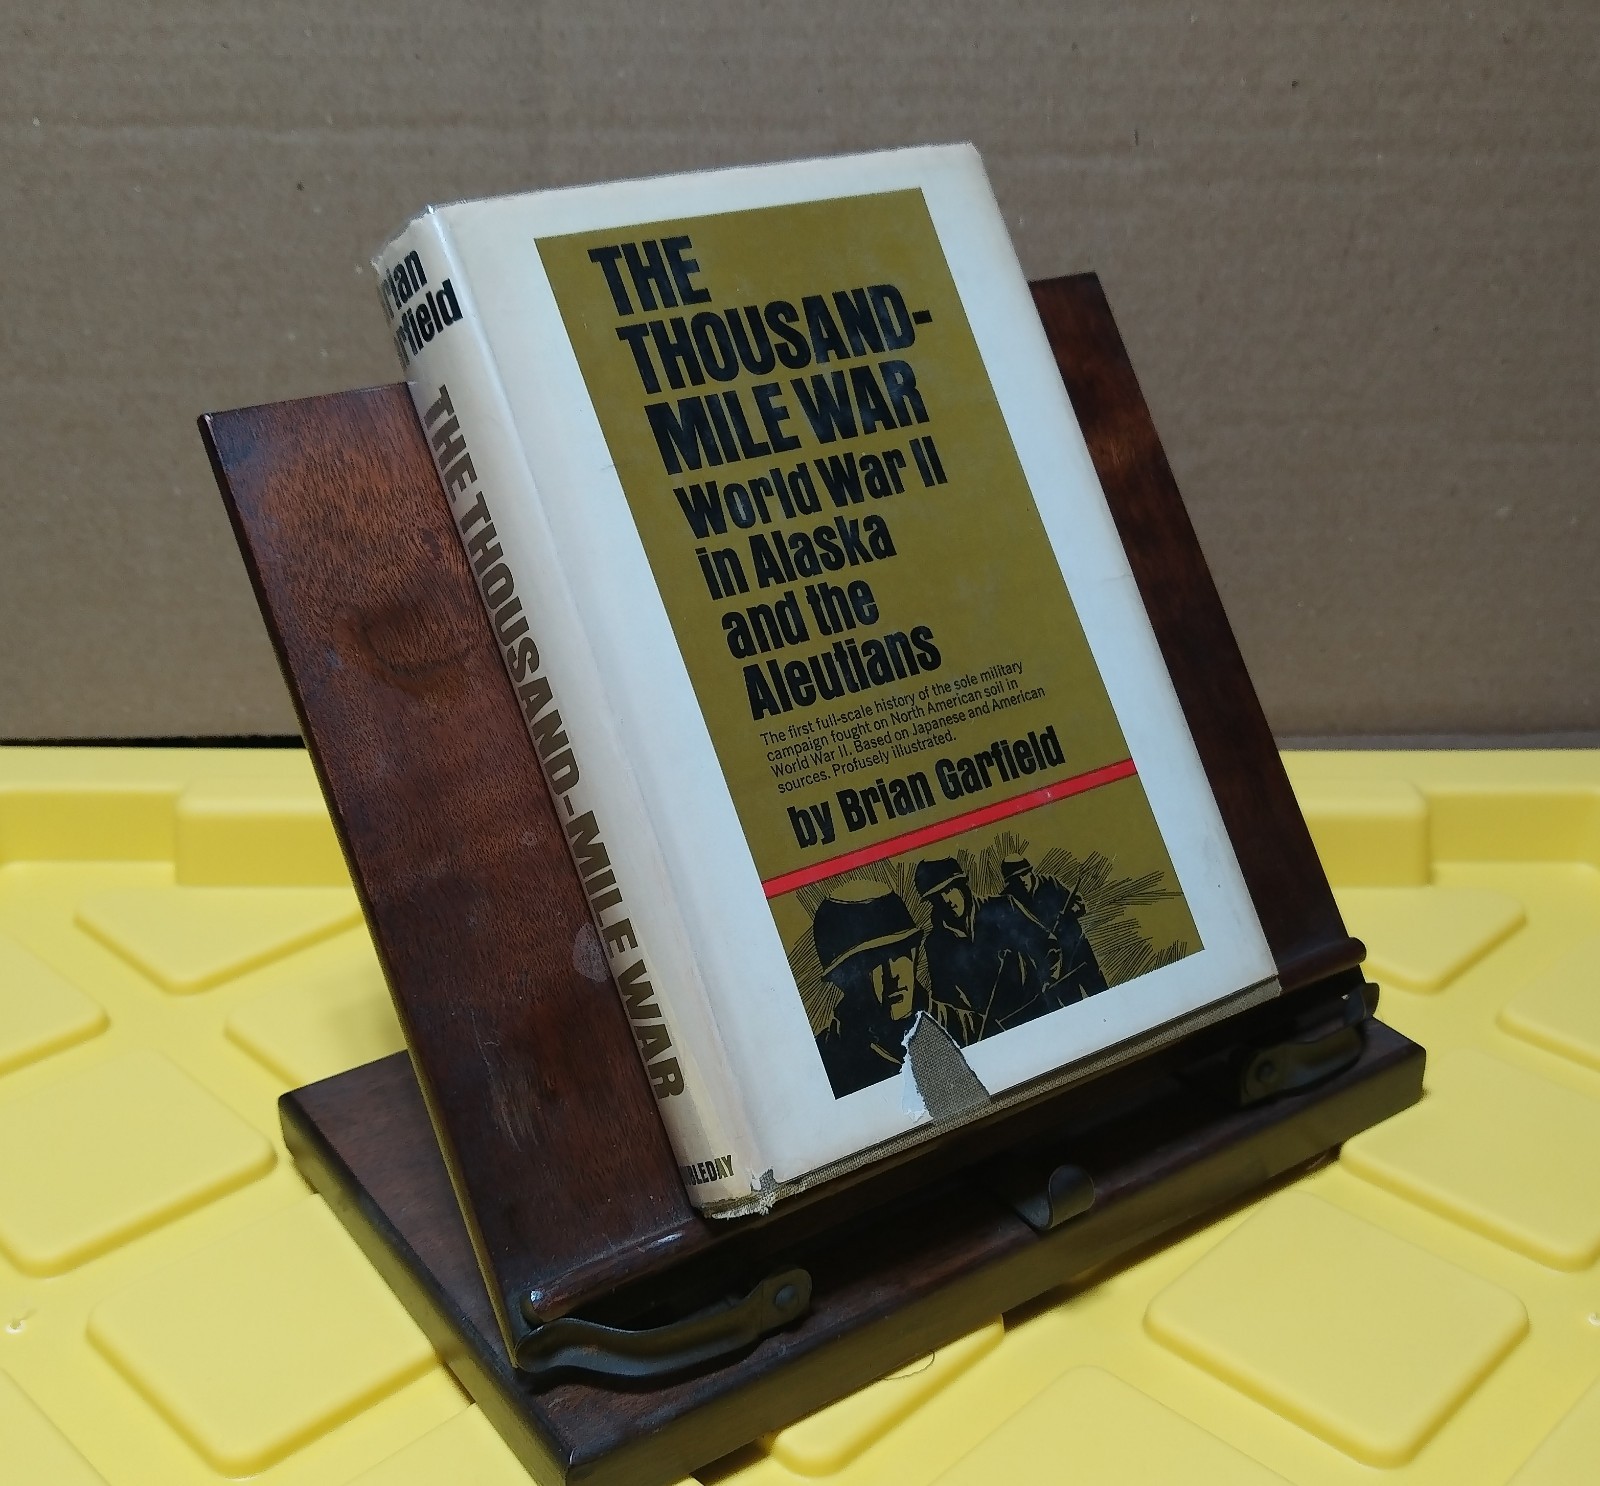 THE
THOUSAND-
MILE WAR
World War II
in Alaska
and the
Aleutians
The first full-scale history of the sole military
campaign fought on North American soil in
World War II. Based on Japanese and American
sources. Profusely illustrated.
by Brian Garfield
rian
rfield
THE THOUSAND-MILE WAR
BLEDAY